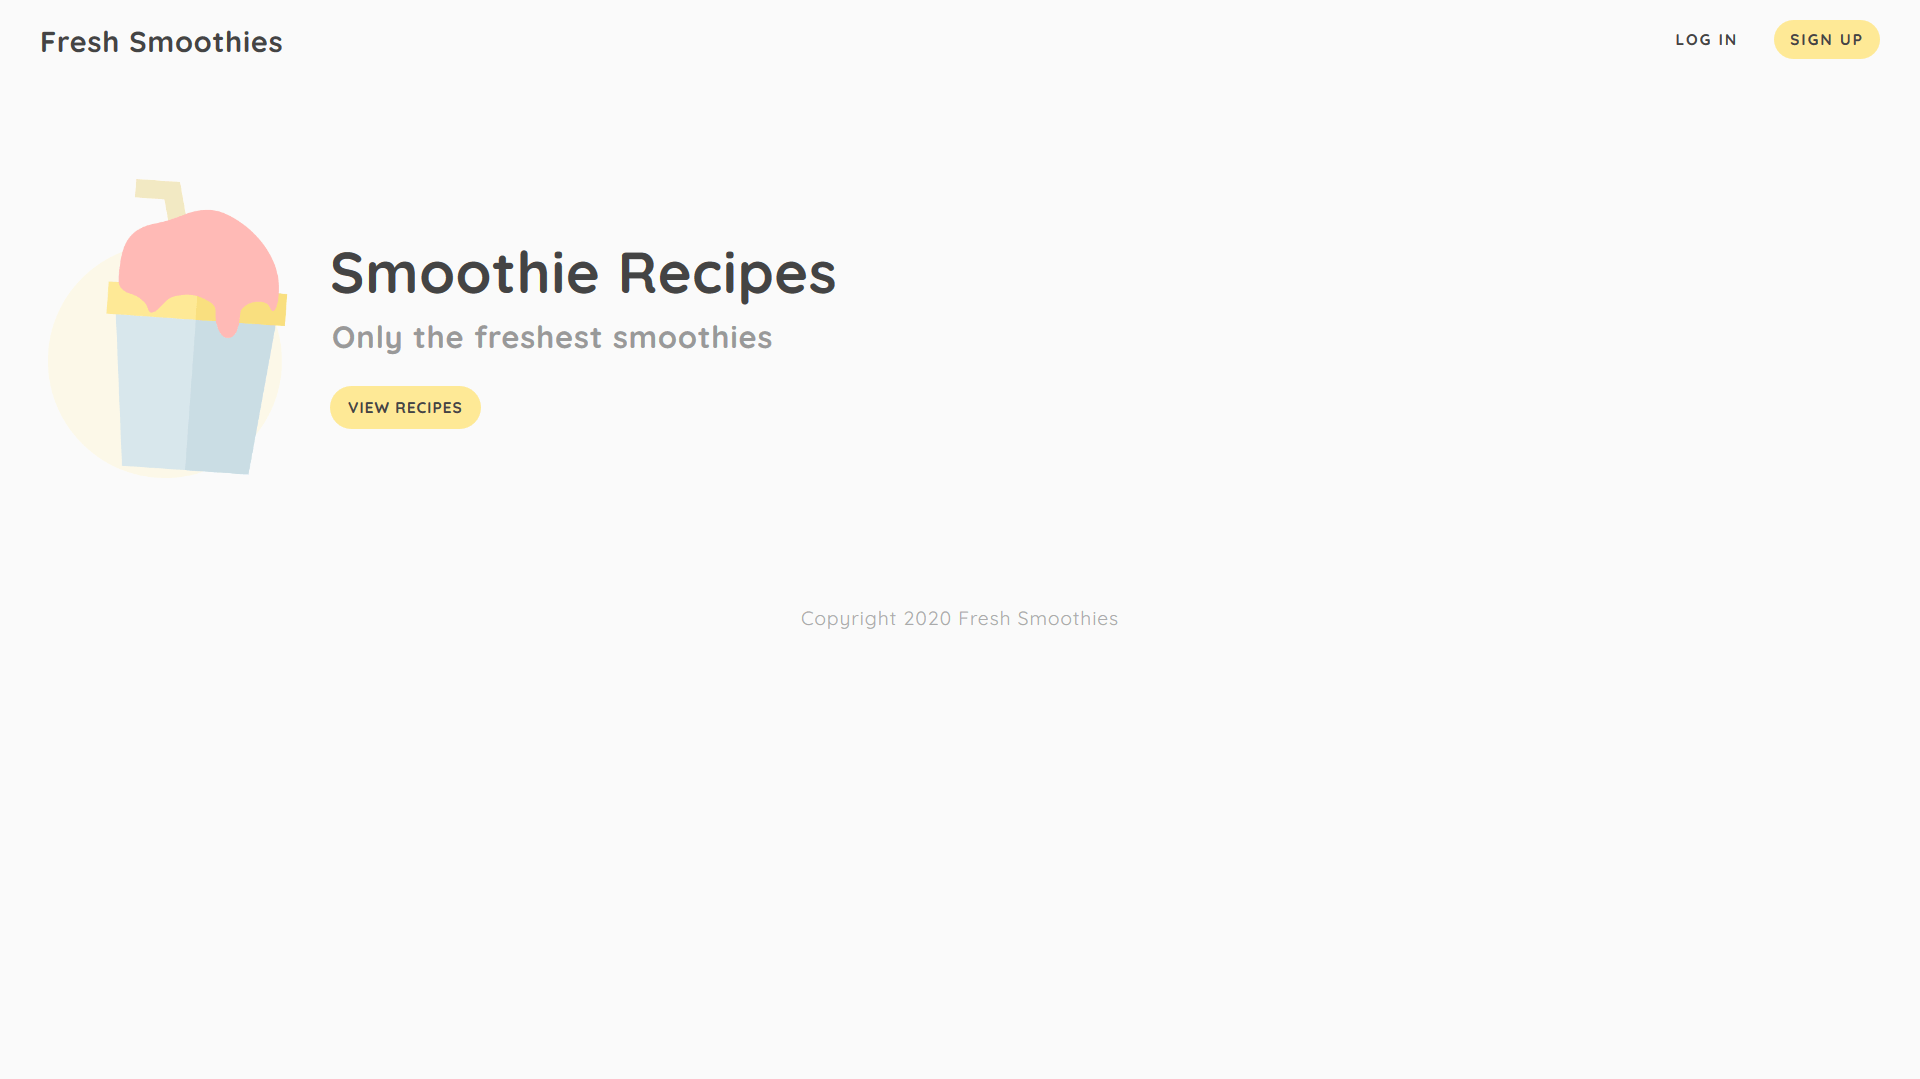 Fresh Smoothies
LOG IN
SIGN UP
Smoothie Recipes
Only the freshest smoothies
VIEW RECIPES
Copyright 2020 Fresh Smoothies